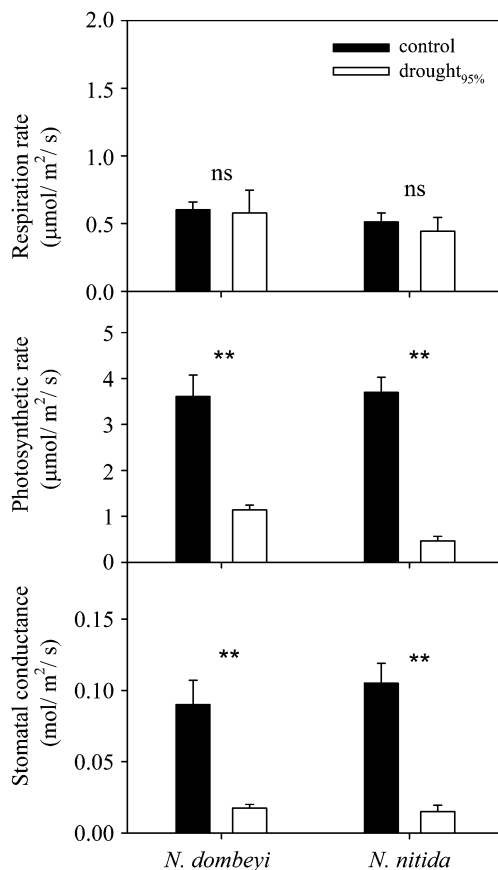 2.0
control
drought95%
1.5
Respiration rate
(μmol/ m2/ s)
1.0
ns
ns
0.5
0.0
5
Photosynthetic rate
(μmol/ m2/ s)
**
**
4
3
2
1
0
Stomatal conductance
(mol/ m2/ s)
0.15
**
**
0.10
0.05
0.00
N. dombeyi
N. nitida